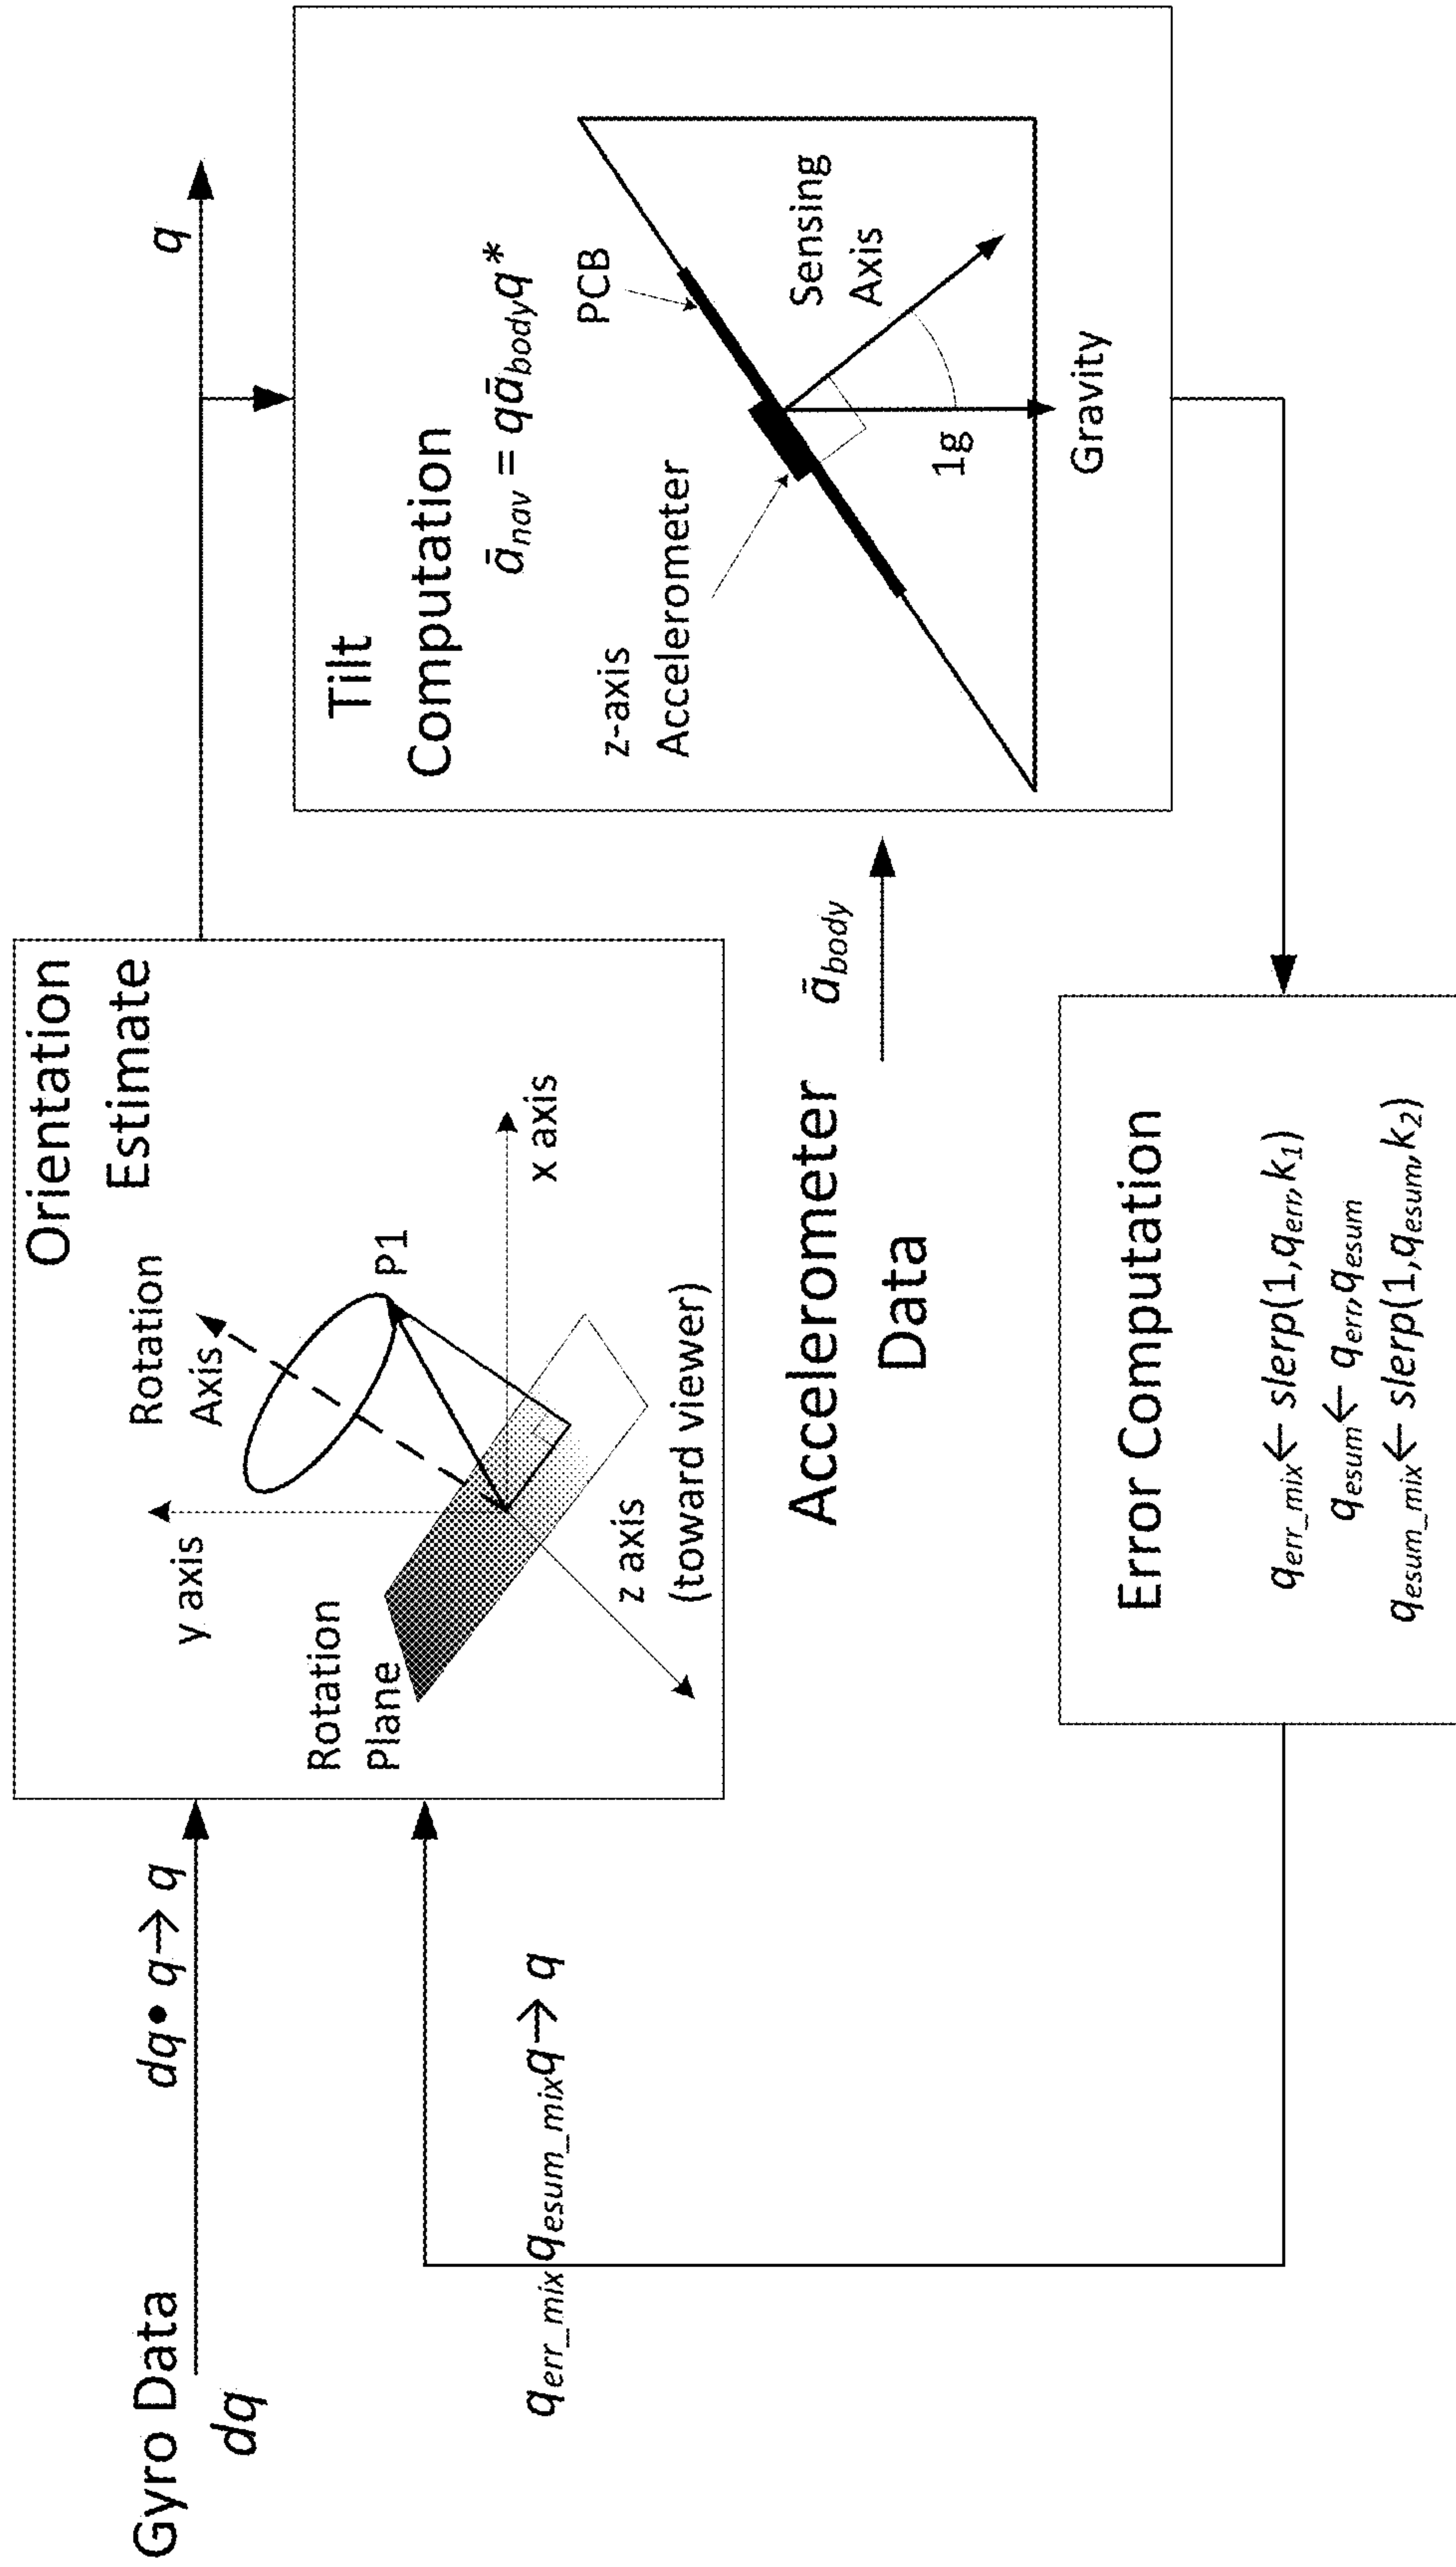 Gyro Data
dq
dq• q→ q
q_err_mix q_esum_mix q→ q
Orientation
Estimate
Rotation
Axis
y axis
P1
Rotation
Plane
x axis
z axis
(toward viewer)
q
Tilt
Computation
ā_nav = qā_body q*
PCB
z-axis
Accelerometer
Sensing
Axis
1g
Gravity
Accelerometer
Data
ā_body
Error Computation
q_err_mix ← slerp(1,q_err,k_1)
q_esum ← q_err,q_esum
q_esum_mix ← slerp(1,q_esum,k_2)